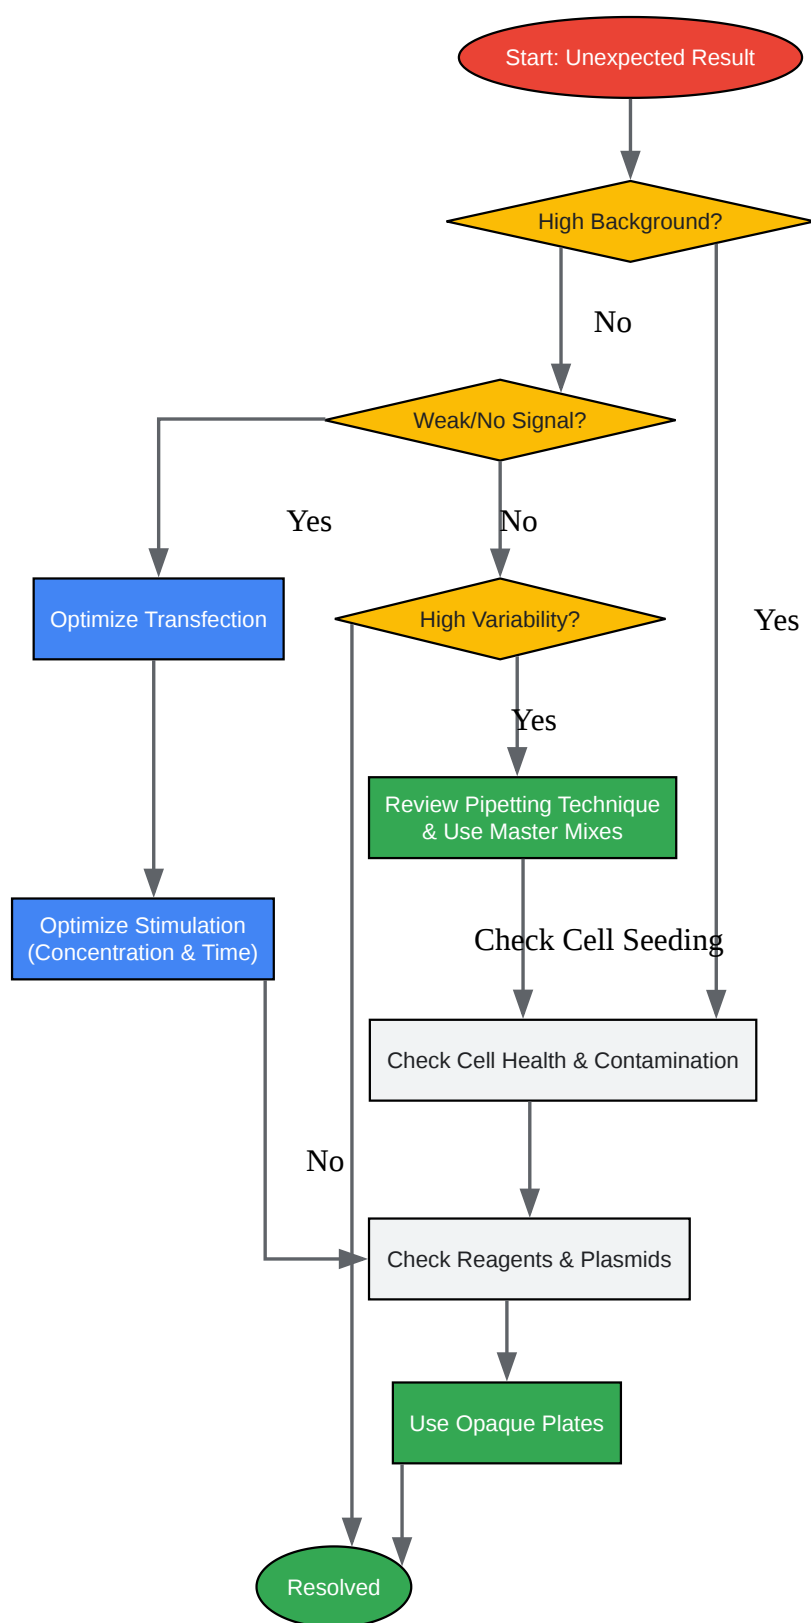 Start: Unexpected Result
High Background?
No
Weak/No Signal?
Yes
No
Optimize Transfection
High Variability?
Yes
Yes
Review Pipetting Technique
& Use Master Mixes
Optimize Stimulation
(Concentration & Time)
Check Cell Seeding
Check Cell Health & Contamination
No
Check Reagents & Plasmids
Use Opaque Plates
Resolved